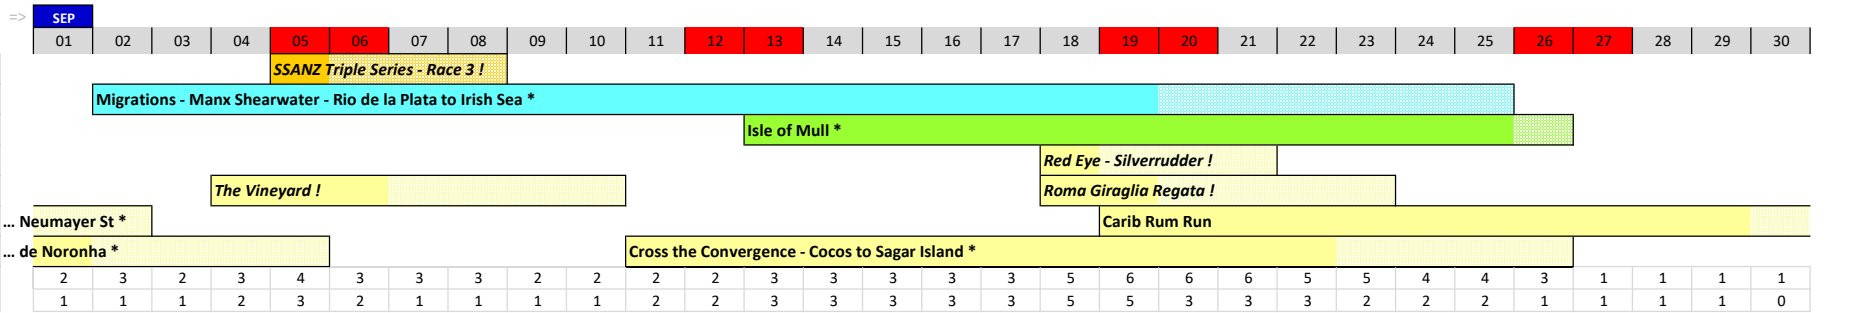 => SEP
01 02 03 04 05 06 07 08 09 10 11 12 13 14 15 16 17 18 19 20 21 22 23 24 25 26 27 28 29 30
SSANZ Triple Series - Race 3 !
Migrations - Manx Shearwater - Rio de la Plata to Irish Sea *
Isle of Mull *
Red Eye - Silverrudder !
The Vineyard ! Roma Giraglia Regata !
... Neumayer St * Carib Rum Run
... de Noronha * Cross the Convergence - Cocos to Sagar Island *
2 3 2 3 4 3 3 3 2 2 2 2 3 3 3 3 3 5 6 6 6 5 5 4 4 3 1 1 1 1
1 1 1 2 3 2 1 1 1 1 2 2 3 3 3 3 3 5 5 3 3 3 2 2 2 1 1 1 1 0